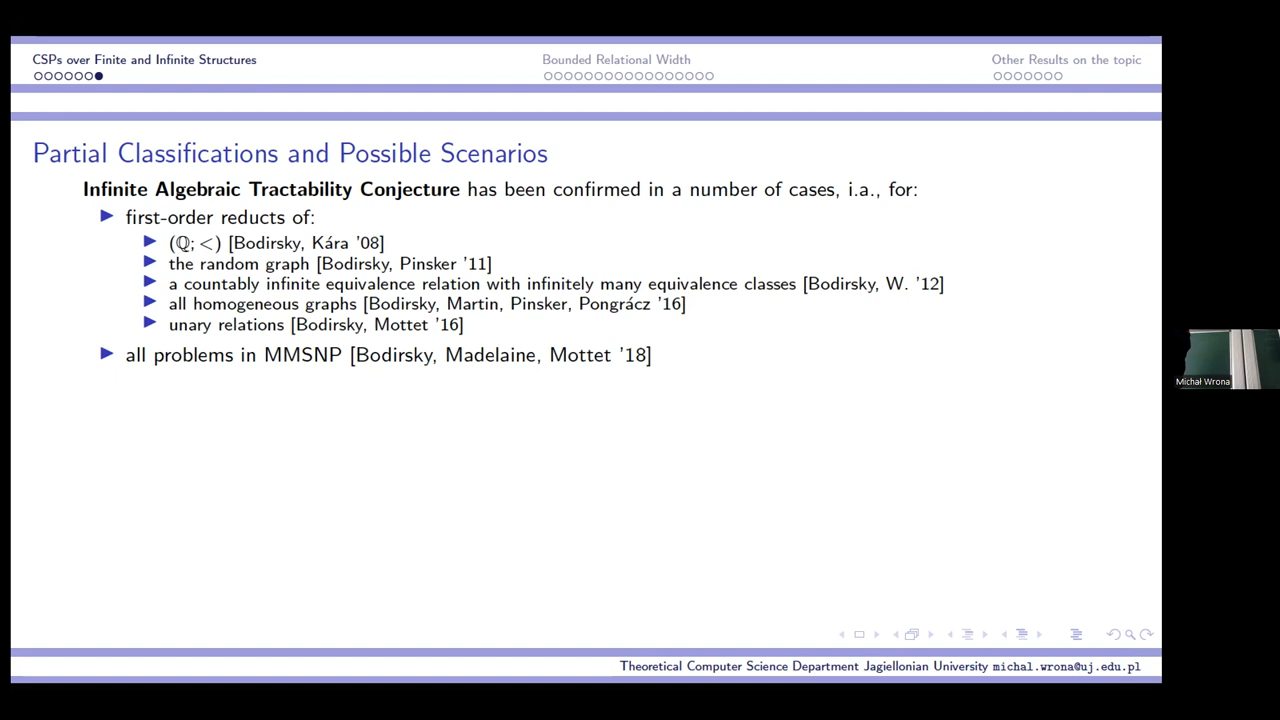 CSPs over Finite and Infinite Structures
Bounded Relational Width
Other Results on the topic
Partial Classifications and Possible Scenarios
Infinite Algebraic Tractability Conjecture has been confirmed in a number of cases, i.a., for:
first-order reducts of:
(ℚ; <) [Bodirsky, Kára '08]
the random graph [Bodirsky, Pinsker '11]
a countably infinite equivalence relation with infinitely many equivalence classes [Bodirsky, W. '12]
all homogeneous graphs [Bodirsky, Martin, Pinsker, Pongrácz '16]
unary relations [Bodirsky, Mottet '16]
all problems in MMSNP [Bodirsky, Madelaine, Mottet '18]
Michał Wrona
Theoretical Computer Science Department Jagiellonian University michal.wrona@uj.edu.pl